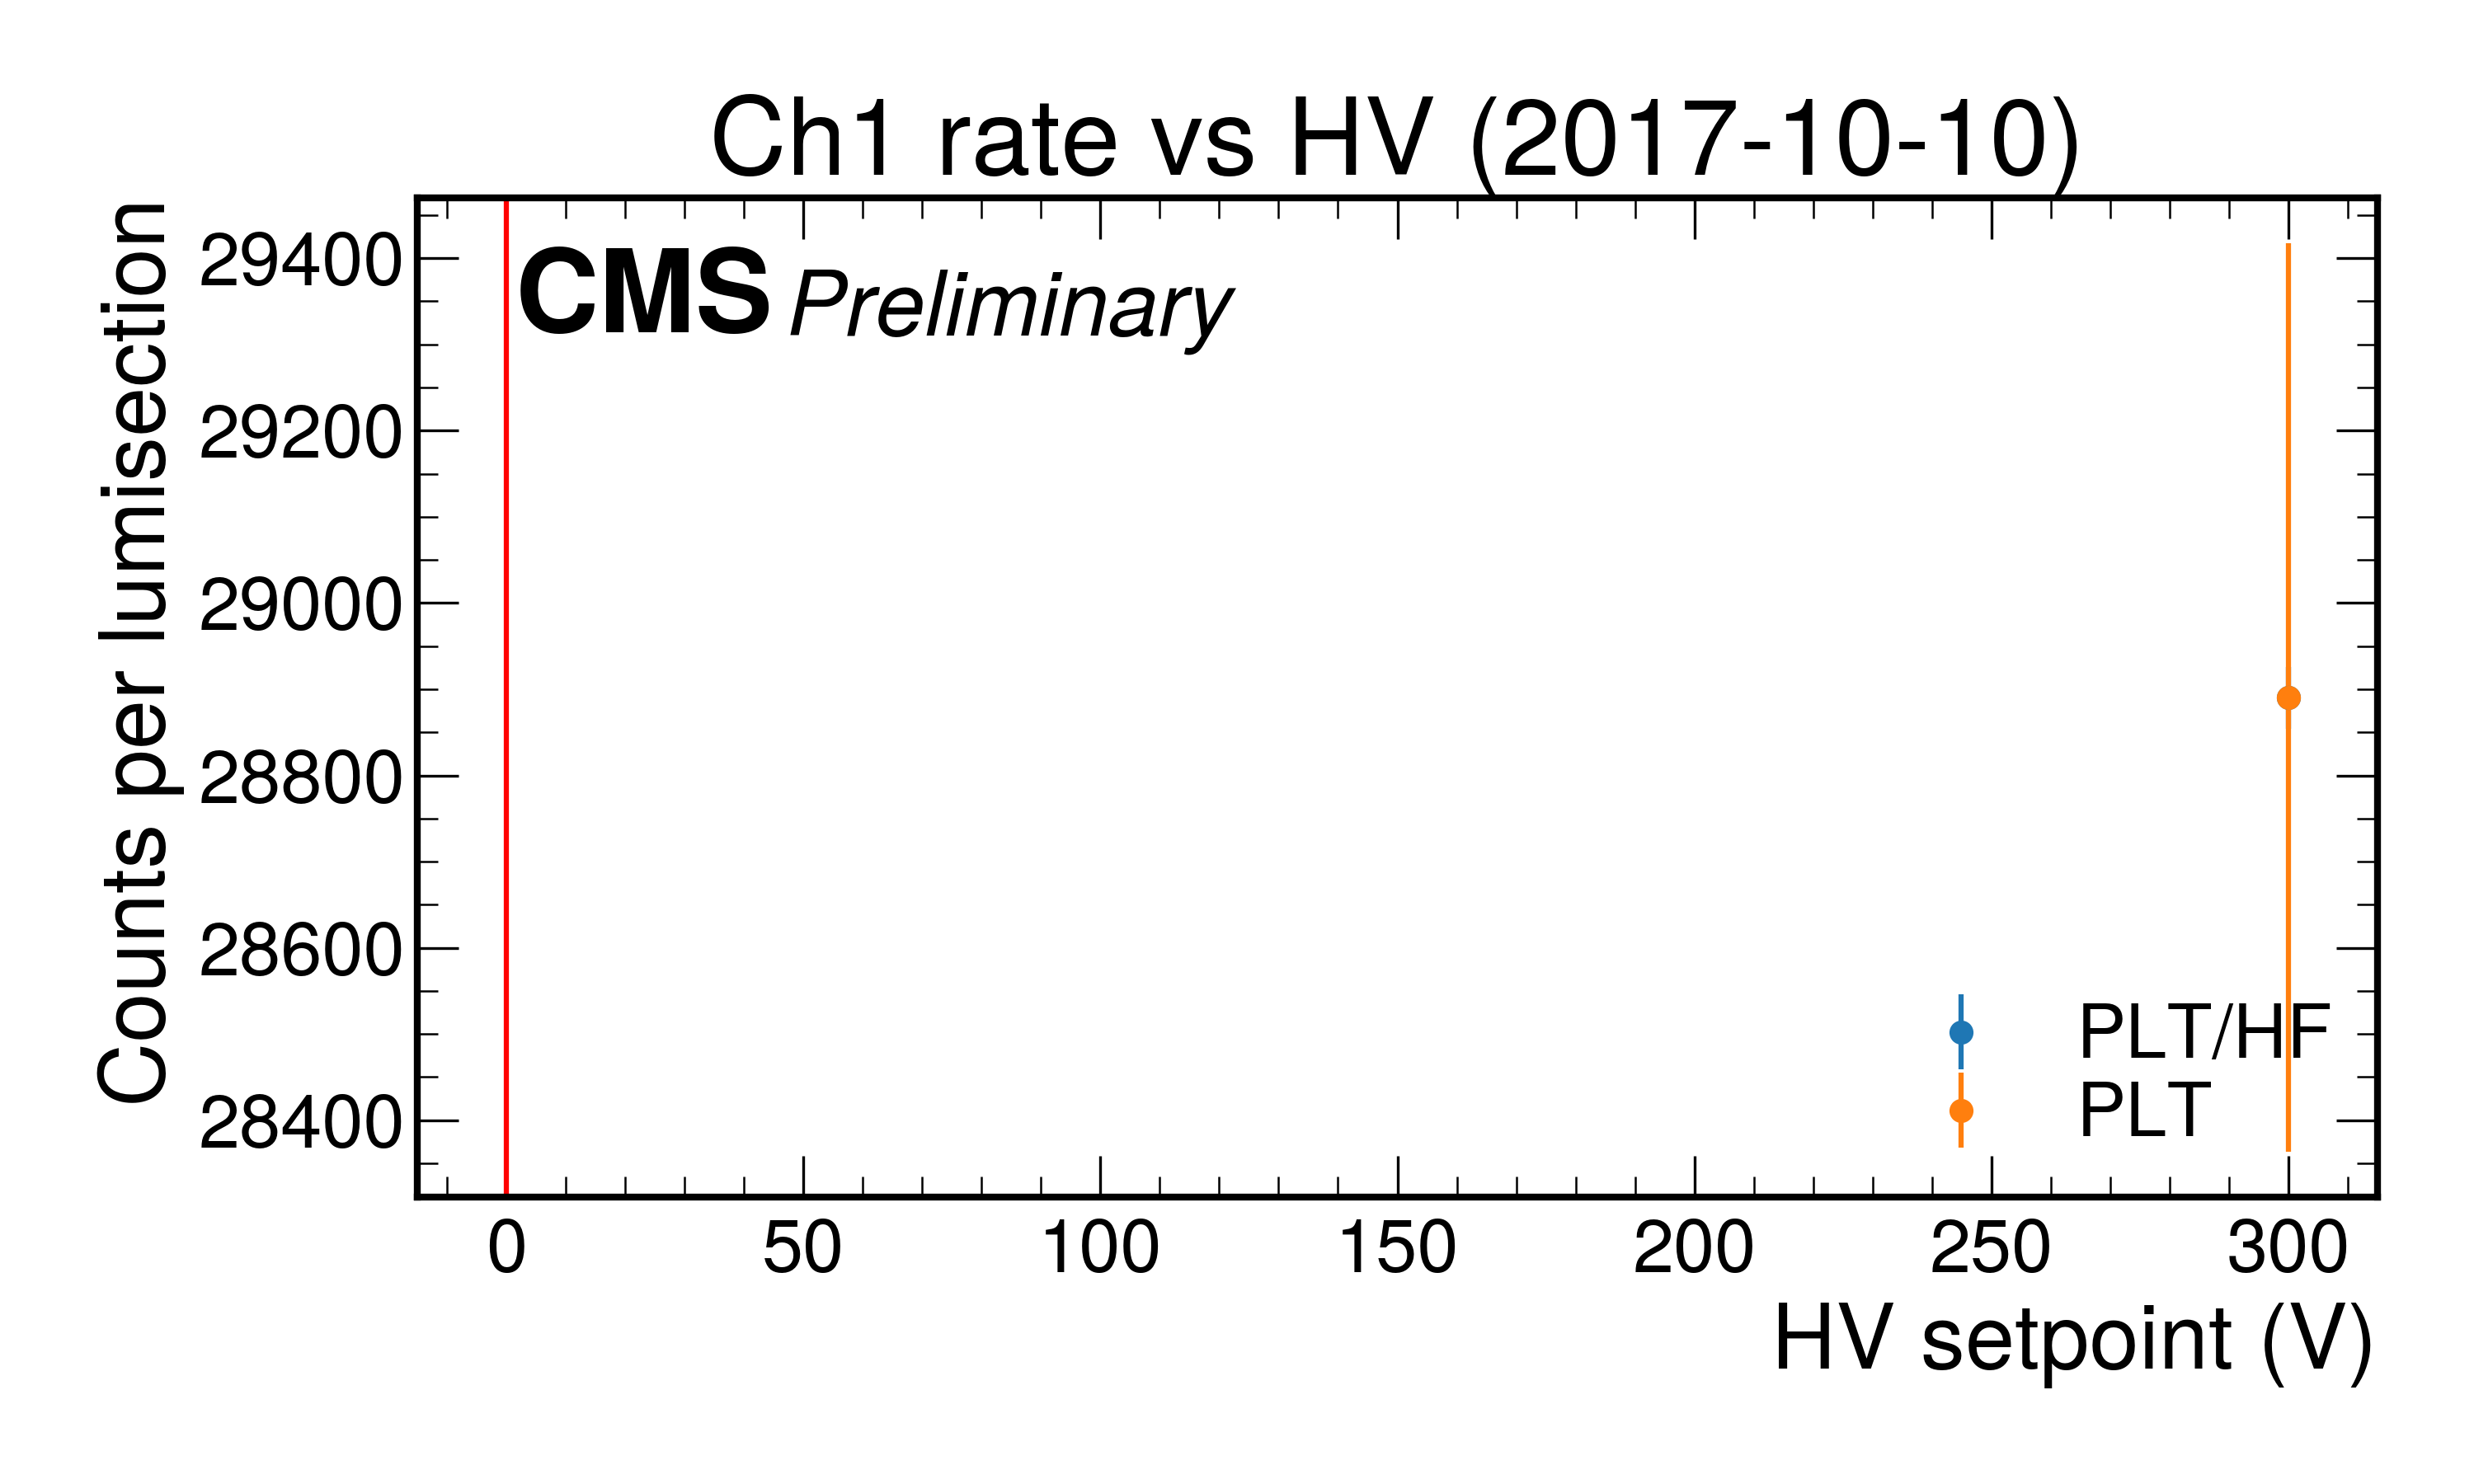 Ch1 rate vs HV (2017-10-10)
CMS Preliminary
Counts per lumisection
29400
29200
29000
28800
28600
28400
PLT/HF
PLT
0 50 100 150 200 250 300
HV setpoint (V)